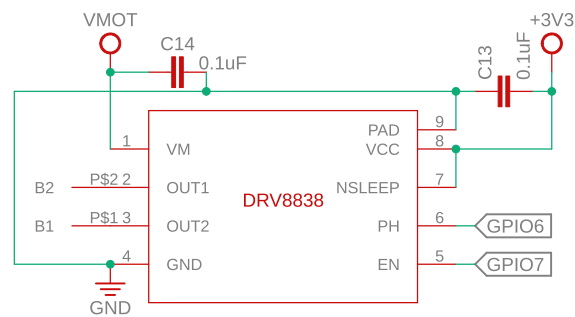 VMOT
+3V3
C14
0.1uF
C13
0.1uF
PAD 9
1 VM
VCC 8
B2 P$2 2 OUT1
NSLEEP 7
DRV8838
B1 P$1 3 OUT2
PH 6 GPIO6
4 GND
EN 5 GPIO7
GND